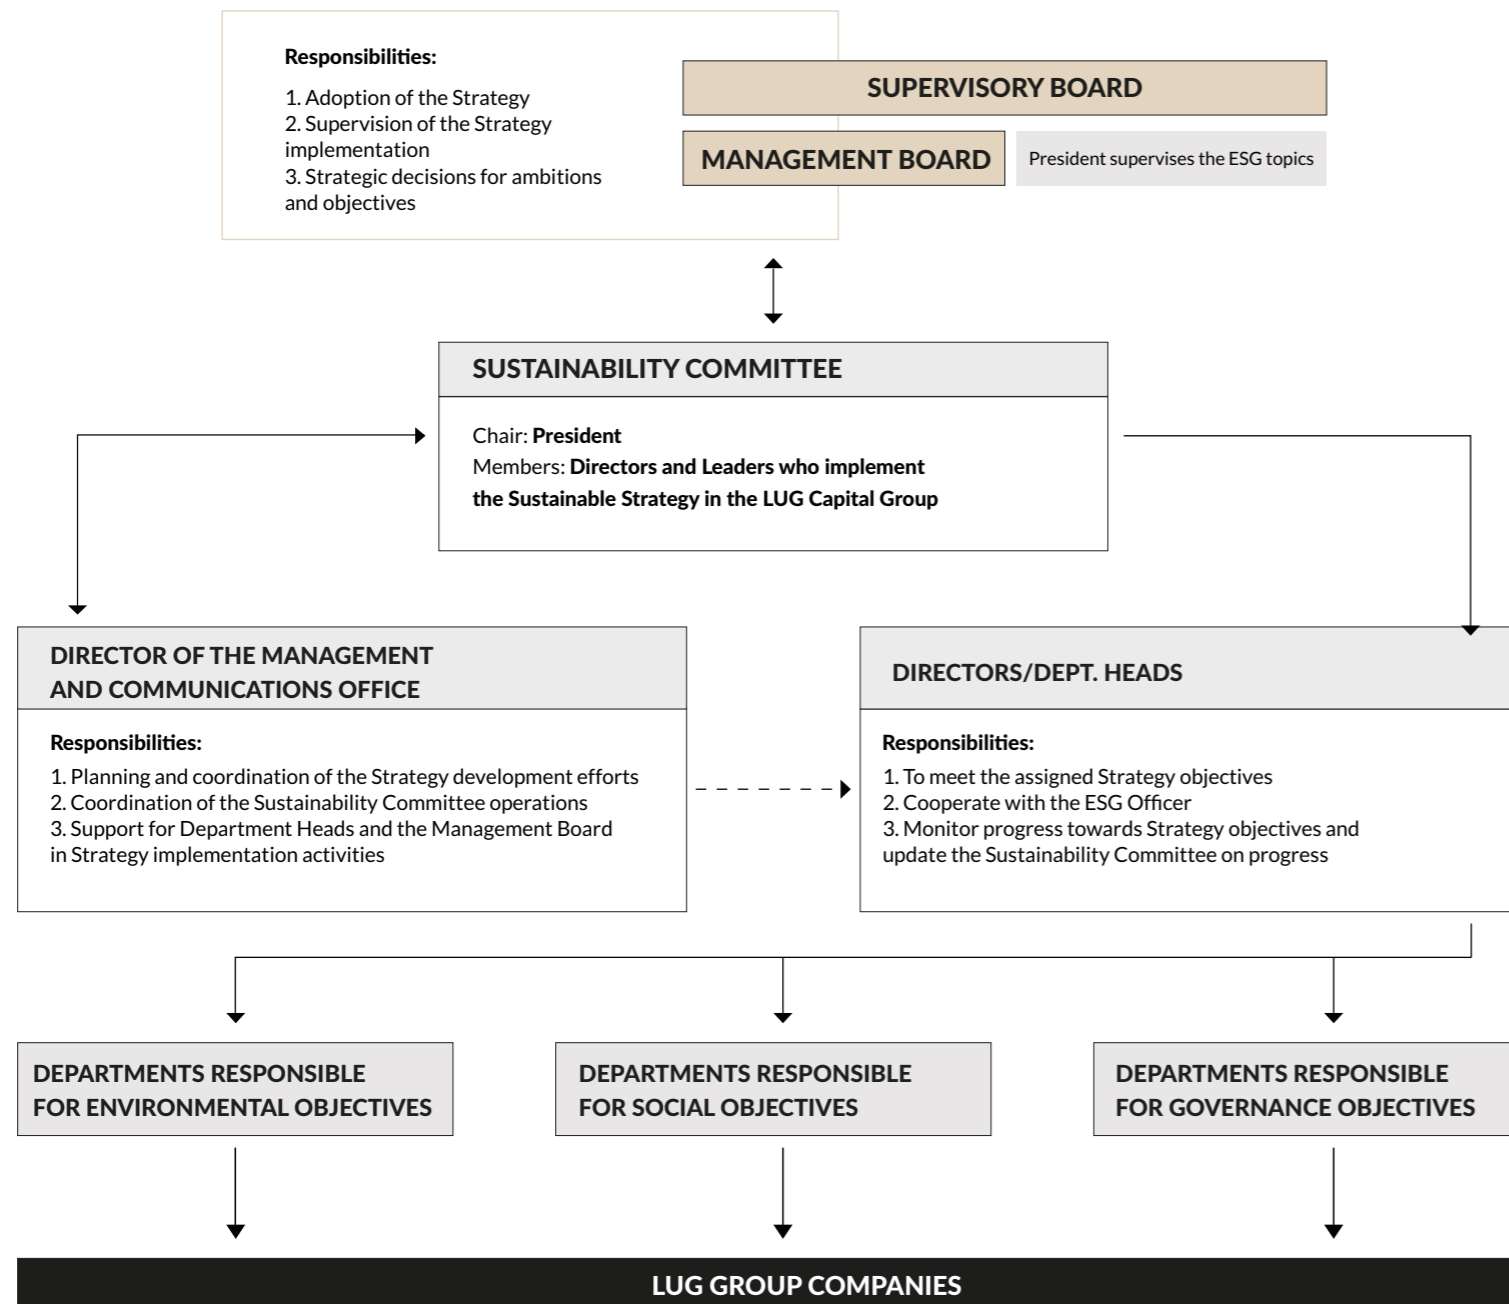 Responsibilities:
1. Adoption of the Strategy
2. Supervision of the Strategy
implementation
3. Strategic decisions for ambitions
and objectives
SUPERVISORY BOARD
MANAGEMENT BOARD
President supervises the ESG topics
SUSTAINABILITY COMMITTEE
Chair: President
Members: Directors and Leaders who implement
the Sustainable Strategy in the LUG Capital Group
DIRECTOR OF THE MANAGEMENT
AND COMMUNICATIONS OFFICE
Responsibilities:
1. Planning and coordination of the Strategy development efforts
2. Coordination of the Sustainability Committee operations
3. Support for Department Heads and the Management Board
in Strategy implementation activities
DIRECTORS/DEPT. HEADS
Responsibilities:
1. To meet the assigned Strategy objectives
2. Cooperate with the ESG Officer
3. Monitor progress towards Strategy objectives and
update the Sustainability Committee on progress
DEPARTMENTS RESPONSIBLE
FOR ENVIRONMENTAL OBJECTIVES
DEPARTMENTS RESPONSIBLE
FOR SOCIAL OBJECTIVES
DEPARTMENTS RESPONSIBLE
FOR GOVERNANCE OBJECTIVES
LUG GROUP COMPANIES